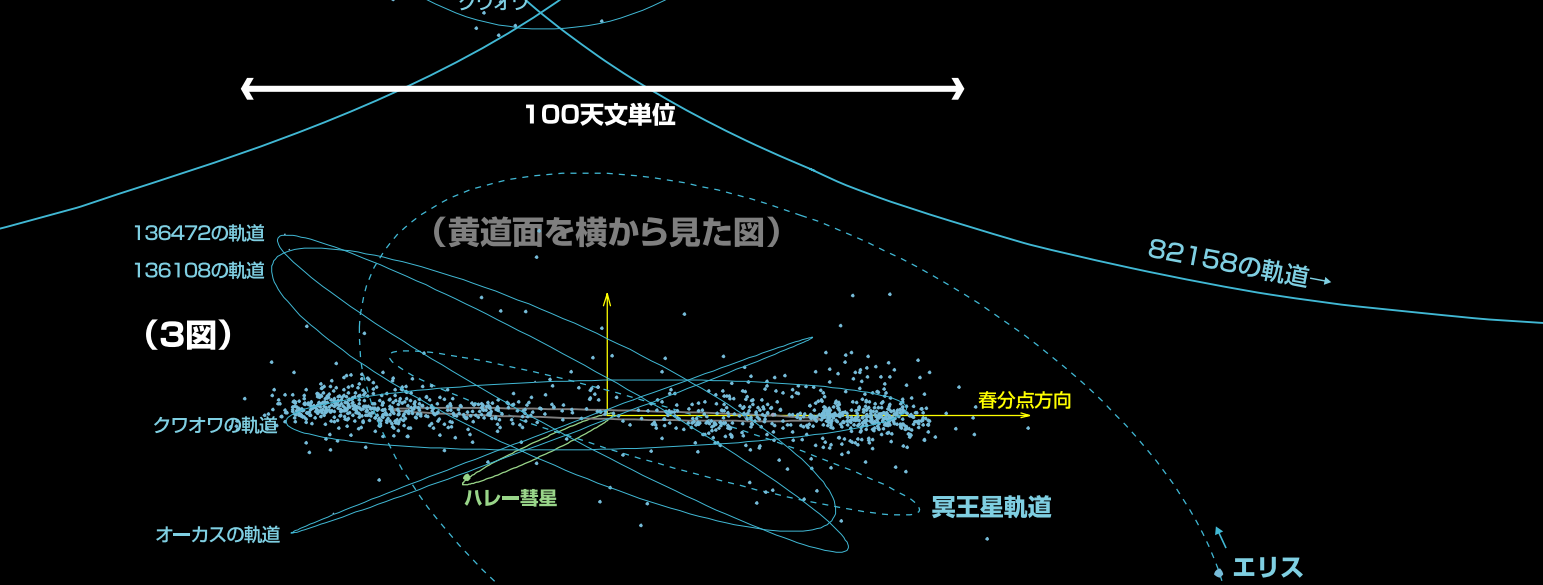 クワオワ
100天文単位
(黄道面を横から見た図)
136472の軌道
136108の軌道
82158の軌道→
(3図)
春分点方向
クワオワの軌道
ハレー彗星
冥王星軌道
オーカスの軌道
エリス